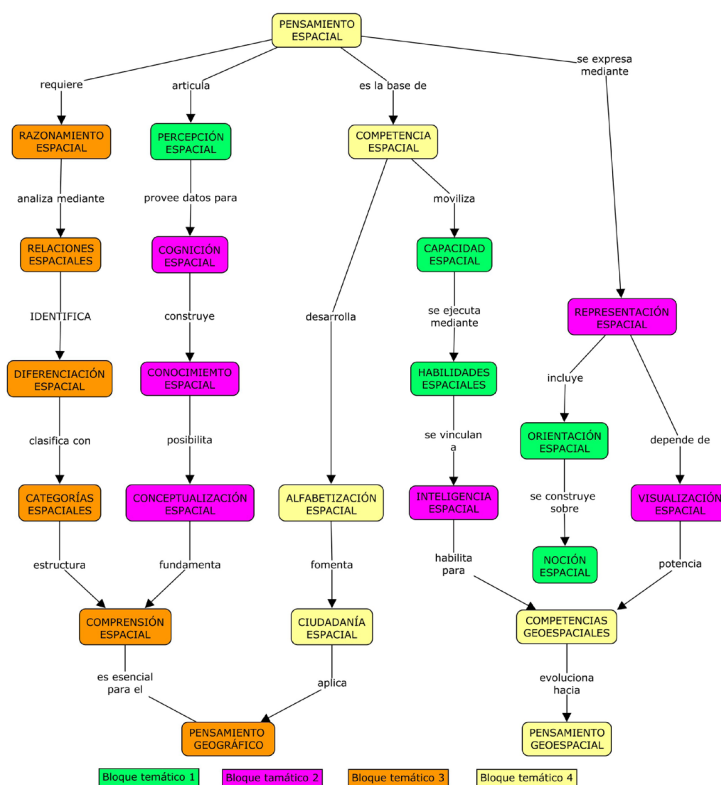 PENSAMIENTO
ESPACIAL
requiere
articula
es la base de
se expresa
mediante
RAZONAMIENTO
ESPACIAL
PERCEPCIÓN
ESPACIAL
COMPETENCIA
ESPACIAL
analiza mediante
provee datos para
moviliza
RELACIONES
ESPACIALES
COGNICIÓN
ESPACIAL
CAPACIDAD
ESPACIAL
IDENTIFICA
construye
desarrolla
se ejecuta
mediante
REPRESENTACIÓN
ESPACIAL
DIFERENCIACIÓN
ESPACIAL
CONOCIMIEMTO
ESPACIAL
HABILIDADES
ESPACIALES
incluye
clasifica con
posibilita
se vinculan
a
ORIENTACIÓN
ESPACIAL
depende de
CATEGORÍAS
ESPACIALES
CONCEPTUALIZACIÓN
ESPACIAL
ALFABETIZACIÓN
ESPACIAL
INTELIGENCIA
ESPACIAL
se construye
sobre
VISUALIZACIÓN
ESPACIAL
estructura
fundamenta
fomenta
habilita
para
NOCIÓN
ESPACIAL
potencia
COMPRENSIÓN
ESPACIAL
CIUDADANÍA
ESPACIAL
COMPETENCIAS
GEOESPACIALES
es esencial
para el
aplica
evoluciona
hacia
PENSAMIENTO
GEOGRÁFICO
PENSAMIENTO
GEOESPACIAL
Bloque temático 1
Bloque tamático 2
Bloque temático 3
Bloque temático 4